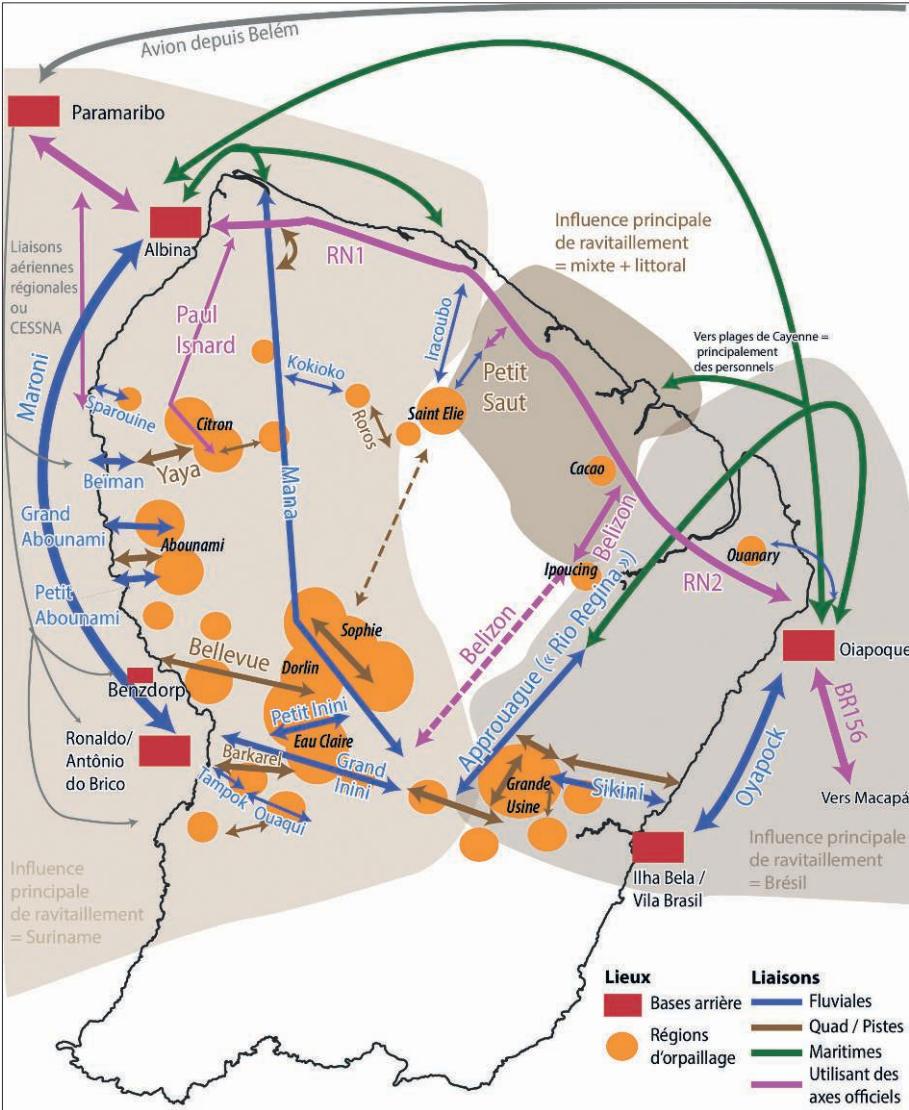 Avion depuis Belém
Paramaribo
Albina
RN1
Influence principale
de ravitaillement
= mixte + littoral
Liaisons
aériennes
régionales
ou
CESSNA
Paul
Isnard
Iracoubo
Vers plages de Cayenne =
principalement
des personnels
Maroni
Kokioko
Petit
Saut
Sparouine
Citron
Roros
Saint Elie
Beïman
Yaya
Mana
Cacao
Grand
Abounami
Abounami
Belizon
Ouanary
Petit
Abounami
Ipoucing
RN2
Sophie
Bellevue
Dorlin
Belizon
Approuague (« Rio Regina »)
Oiapoque
Benzdorp
Petit Inini
BR156
Ronaldo/
Antônio
do Brico
Eau Claire
Barkarel
Grand
Inini
Tampok
Ouaqui
Grande
Usine
Sikini
Oyapock
Vers Macapá
Influence
principale
de ravitaillement
= Suriname
Ilha Bela /
Vila Brasil
Influence principale
de ravitaillement
= Brésil
Lieux
Bases arrière
Régions
d'orpaillage
Liaisons
Fluviales
Quad / Pistes
Maritimes
Utilisant des
axes officiels